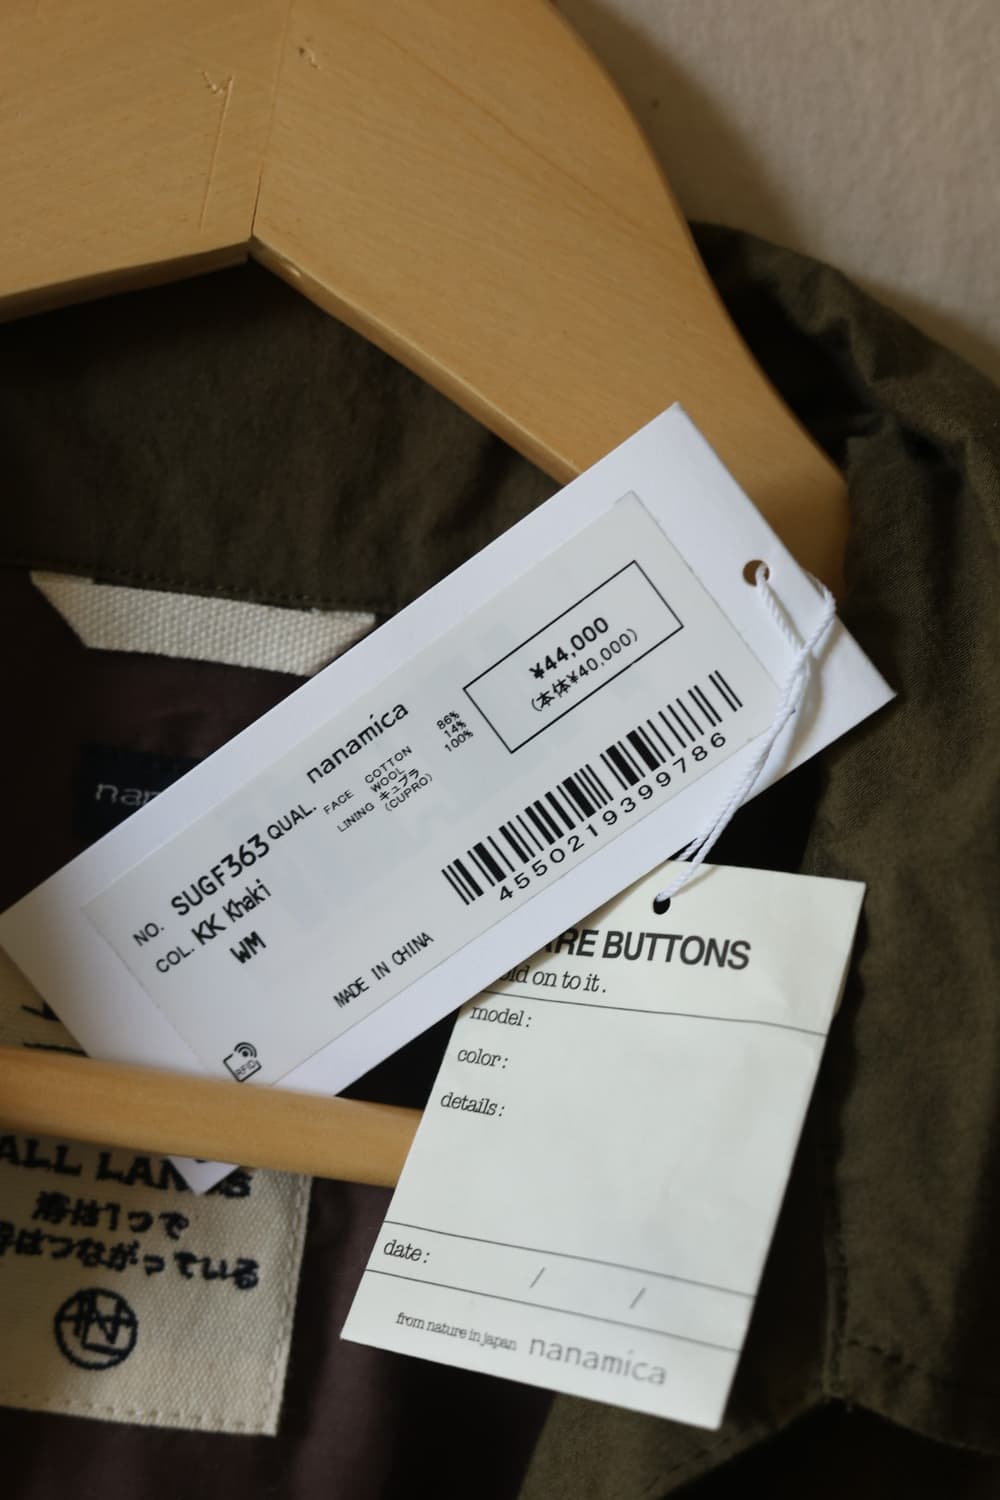 nanamica
NO. SUGF363
COL. KK Khaki
WM
QUAL.
FACE COTTON 86%
WOOL 14%
LINING キュプラ 100%
(CUPRO)
¥44,000
(本体¥40,000)
4550219399786
MADE IN CHINA
RFID
BUTTONS
on to it.
model:
color:
details:
date: / /
from nature in japan nanamica
ALL
海は1つで
はつながっている